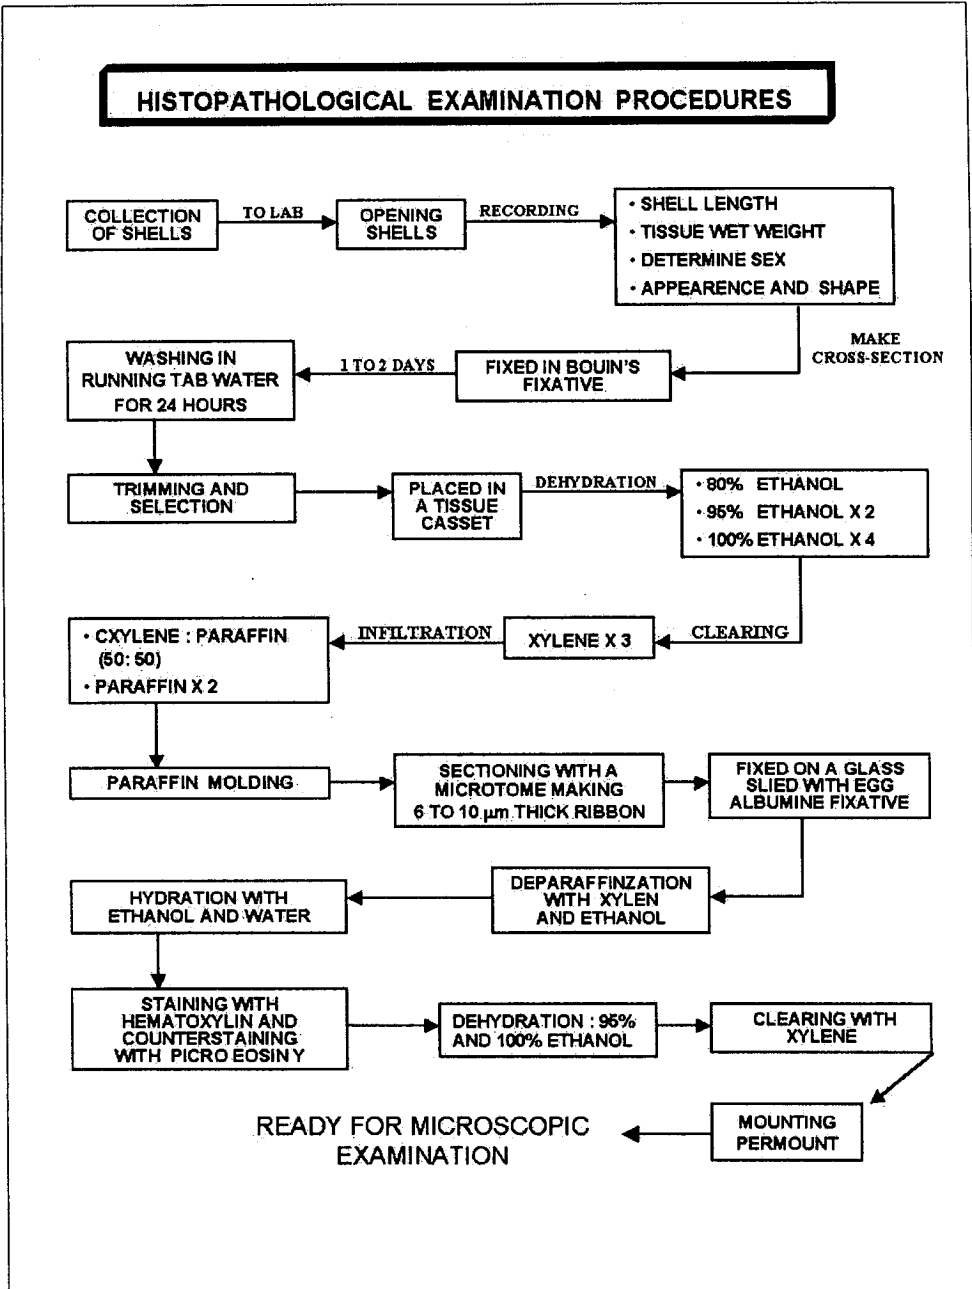 HISTOPATHOLOGICAL EXAMINATION PROCEDURES
COLLECTION
OF SHELLS
TO LAB
OPENING
SHELLS
RECORDING
· SHELL LENGTH
· TISSUE WET WEIGHT
· DETERMINE SEX
· APPEARENCE AND SHAPE
MAKE
CROSS-SECTION
FIXED IN BOUIN'S
FIXATIVE
1 TO 2 DAYS
WASHING IN
RUNNING TAB WATER
FOR 24 HOURS
TRIMMING AND
SELECTION
PLACED IN
A TISSUE
CASSET
DEHYDRATION
· 80% ETHANOL
· 95% ETHANOL X 2
· 100% ETHANOL X 4
CLEARING
XYLENE X 3
INFILTRATION
· CXYLENE : PARAFFIN
(50: 50)
· PARAFFIN X 2
PARAFFIN MOLDING
SECTIONING WITH A
MICROTOME MAKING
6 TO 10 µm THICK RIBBON
FIXED ON A GLASS
SLIED WITH EGG
ALBUMINE FIXATIVE
DEPARAFFINZATION
WITH XYLEN
AND ETHANOL
HYDRATION WITH
ETHANOL AND WATER
STAINING WITH
HEMATOXYLIN AND
COUNTERSTAINING
WITH PICRO EOSIN Y
DEHYDRATION : 95%
AND 100% ETHANOL
CLEARING WITH
XYLENE
MOUNTING
PERMOUNT
READY FOR MICROSCOPIC
EXAMINATION